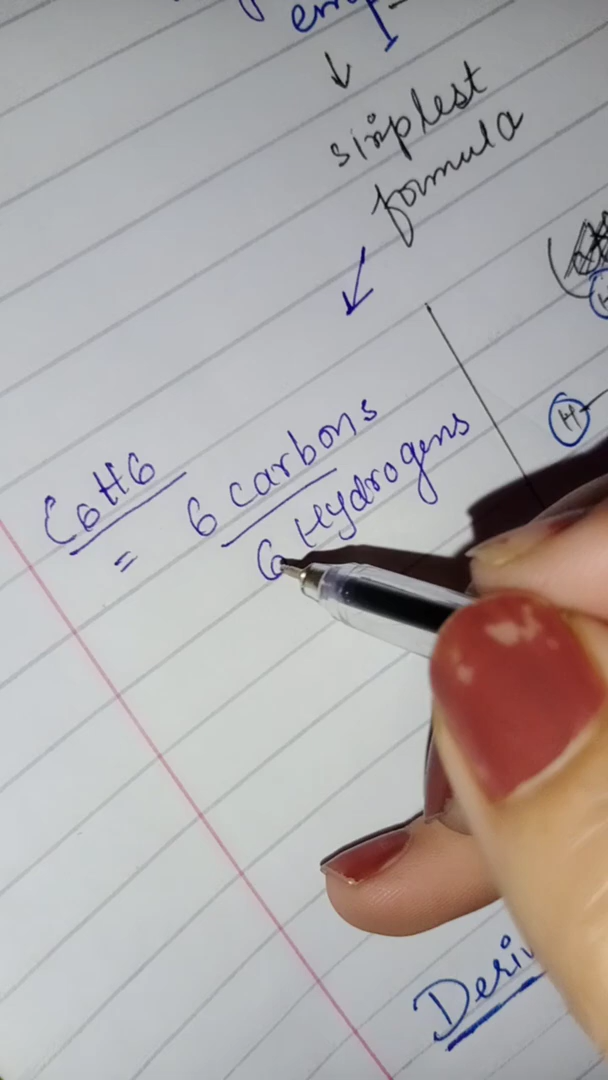 simplest
formula
H
C6H6 = 6 carbons
6 Hydrogens